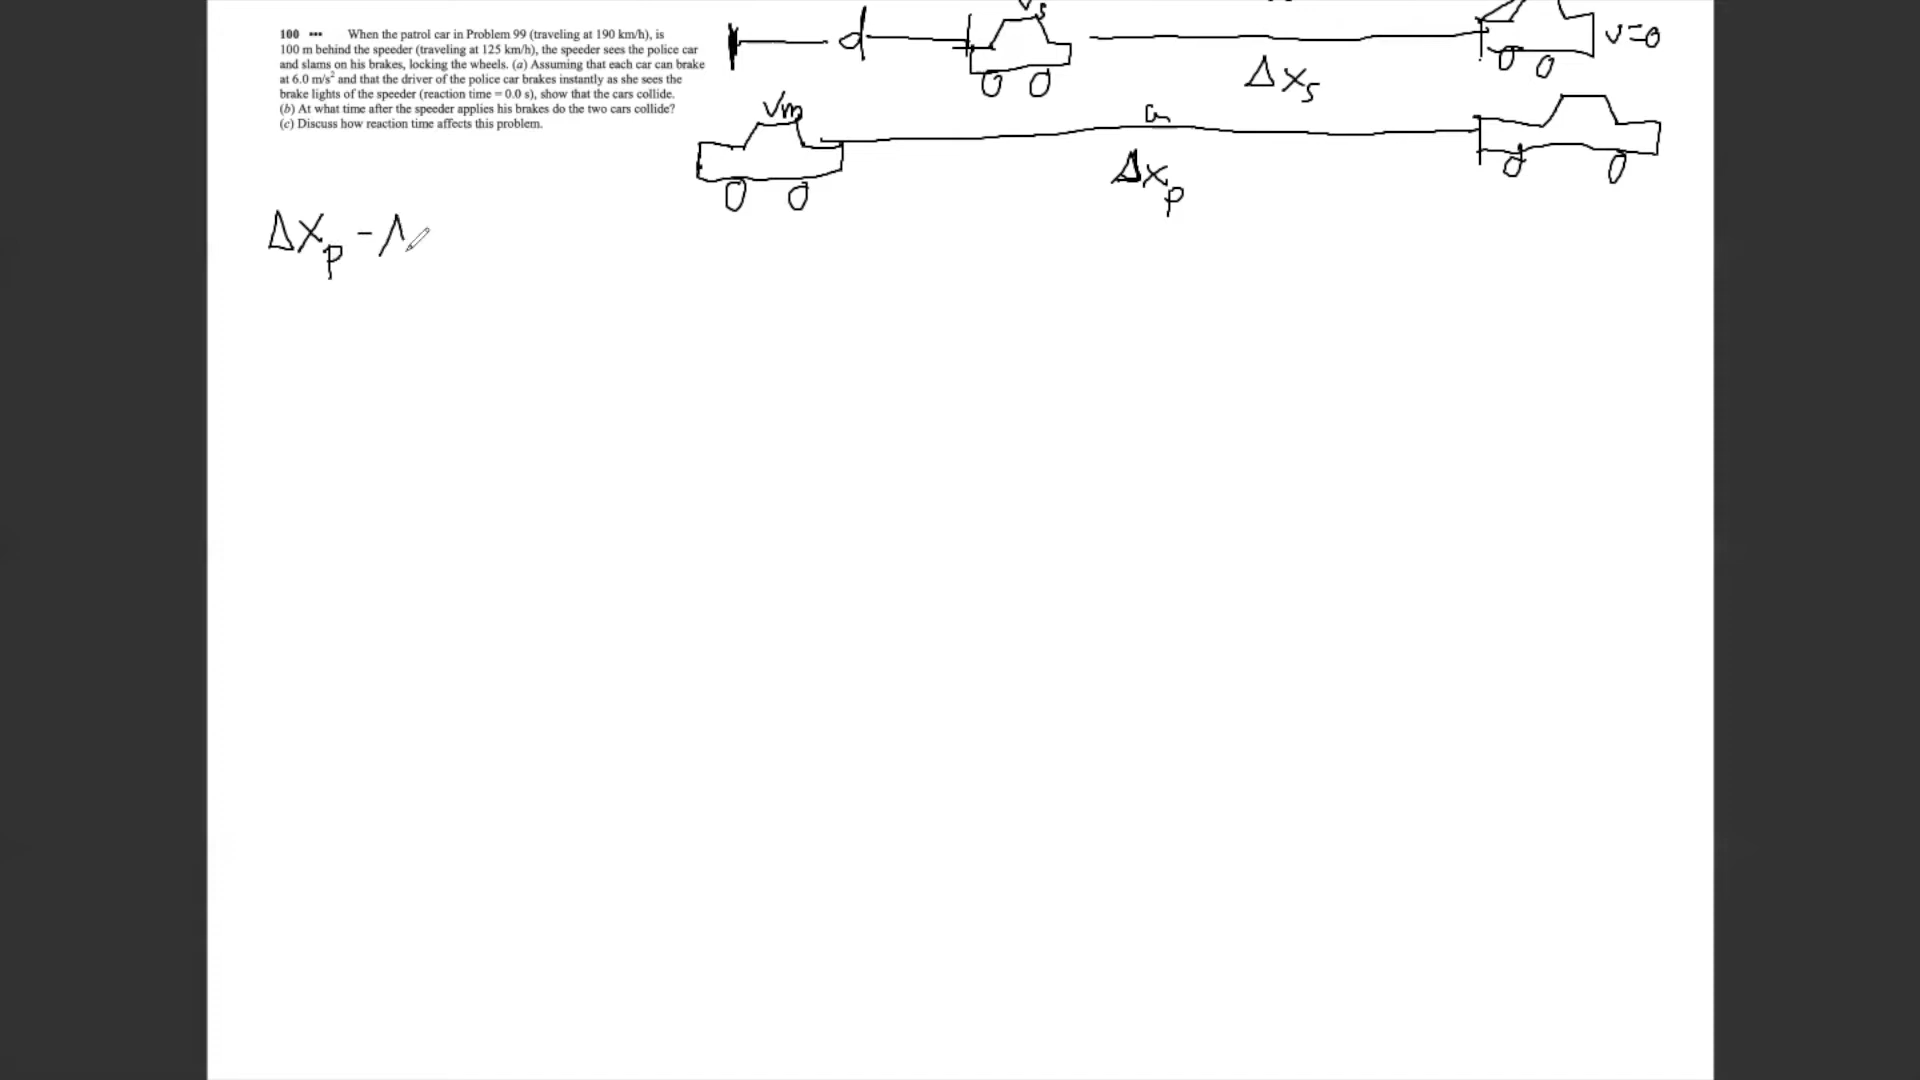 100 ••• When the patrol car in Problem 99 (traveling at 190 km/h), is
100 m behind the speeder (traveling at 125 km/h), the speeder sees the police car
and slams on his brakes, locking the wheels. (a) Assuming that each car can brake
at 6.0 m/s² and that the driver of the police car brakes instantly as she sees the
brake lights of the speeder (reaction time = 0.0 s), show that the cars collide.
(b) At what time after the speeder applies his brakes do the two cars collide?
(c) Discuss how reaction time affects this problem.
d
Vs
Δxs
v=0
Vm
a
Δxp
Δxp -